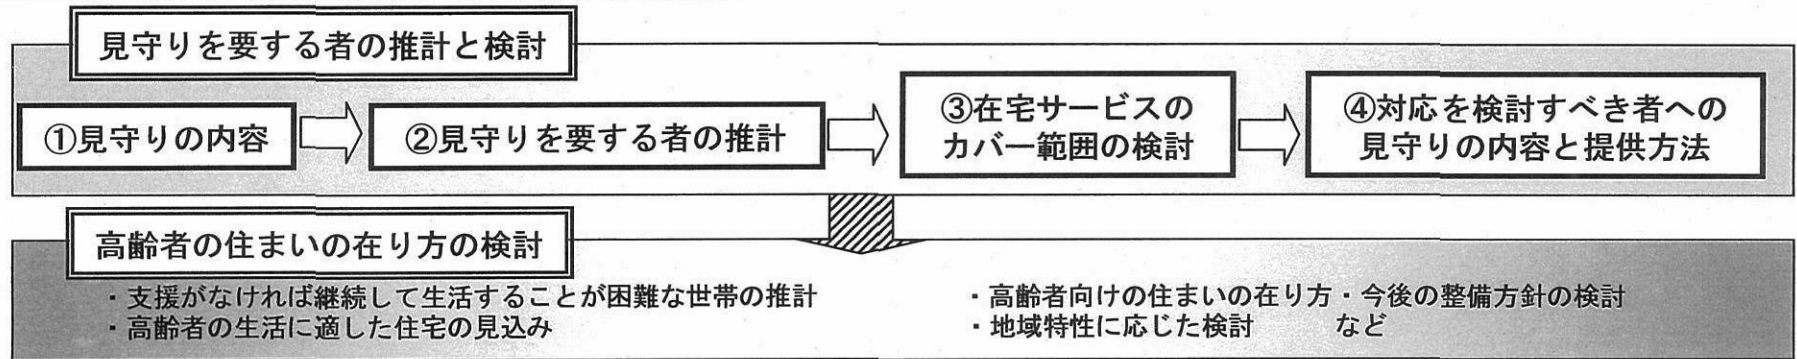 見守りを要する者の推計と検討
①見守りの内容
②見守りを要する者の推計
③在宅サービスの
カバー範囲の検討
④対応を検討すべき者への
見守りの内容と提供方法
高齢者の住まいの在り方の検討
・支援がなければ継続して生活することが困難な世帯の推計
・高齢者の生活に適した住宅の見込み
・高齢者向けの住まいの在り方・今後の整備方針の検討
・地域特性に応じた検討 など